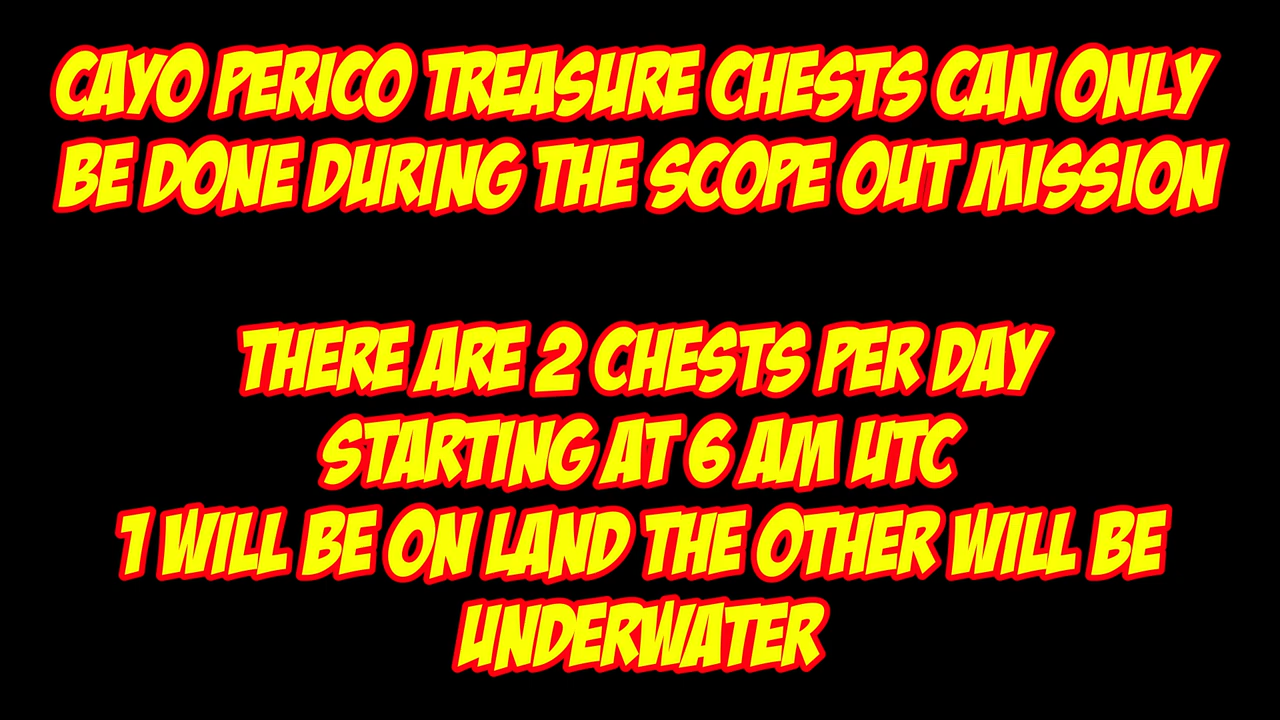 CAYO PERICO TREASURE CHESTS CAN ONLY
BE DONE DURING THE SCOPE OUT MISSION
THERE ARE 2 CHESTS PER DAY
STARTING AT 6 AM UTC
1 WILL BE ON LAND THE OTHER WILL BE
UNDERWATER